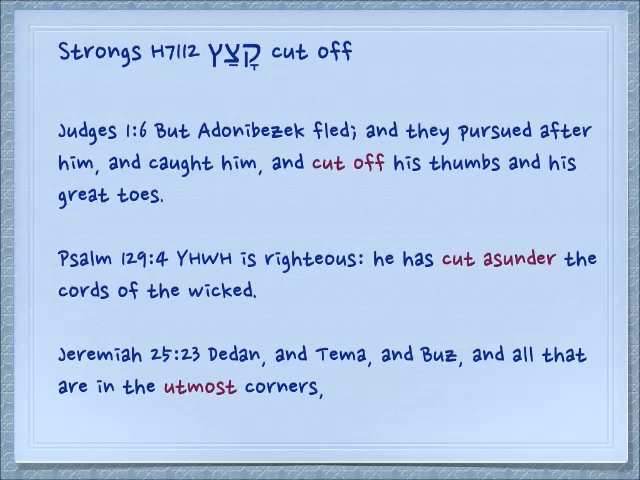 Strongs H7112 קָצַץ cut off
Judges 1:6 But Adonibezek fled; and they pursued after
him, and caught him, and cut off his thumbs and his
great toes.
Psalm 129:4 YHWH is righteous: he has cut asunder the
cords of the wicked.
Jeremiah 25:23 Dedan, and Tema, and Buz, and all that
are in the utmost corners,